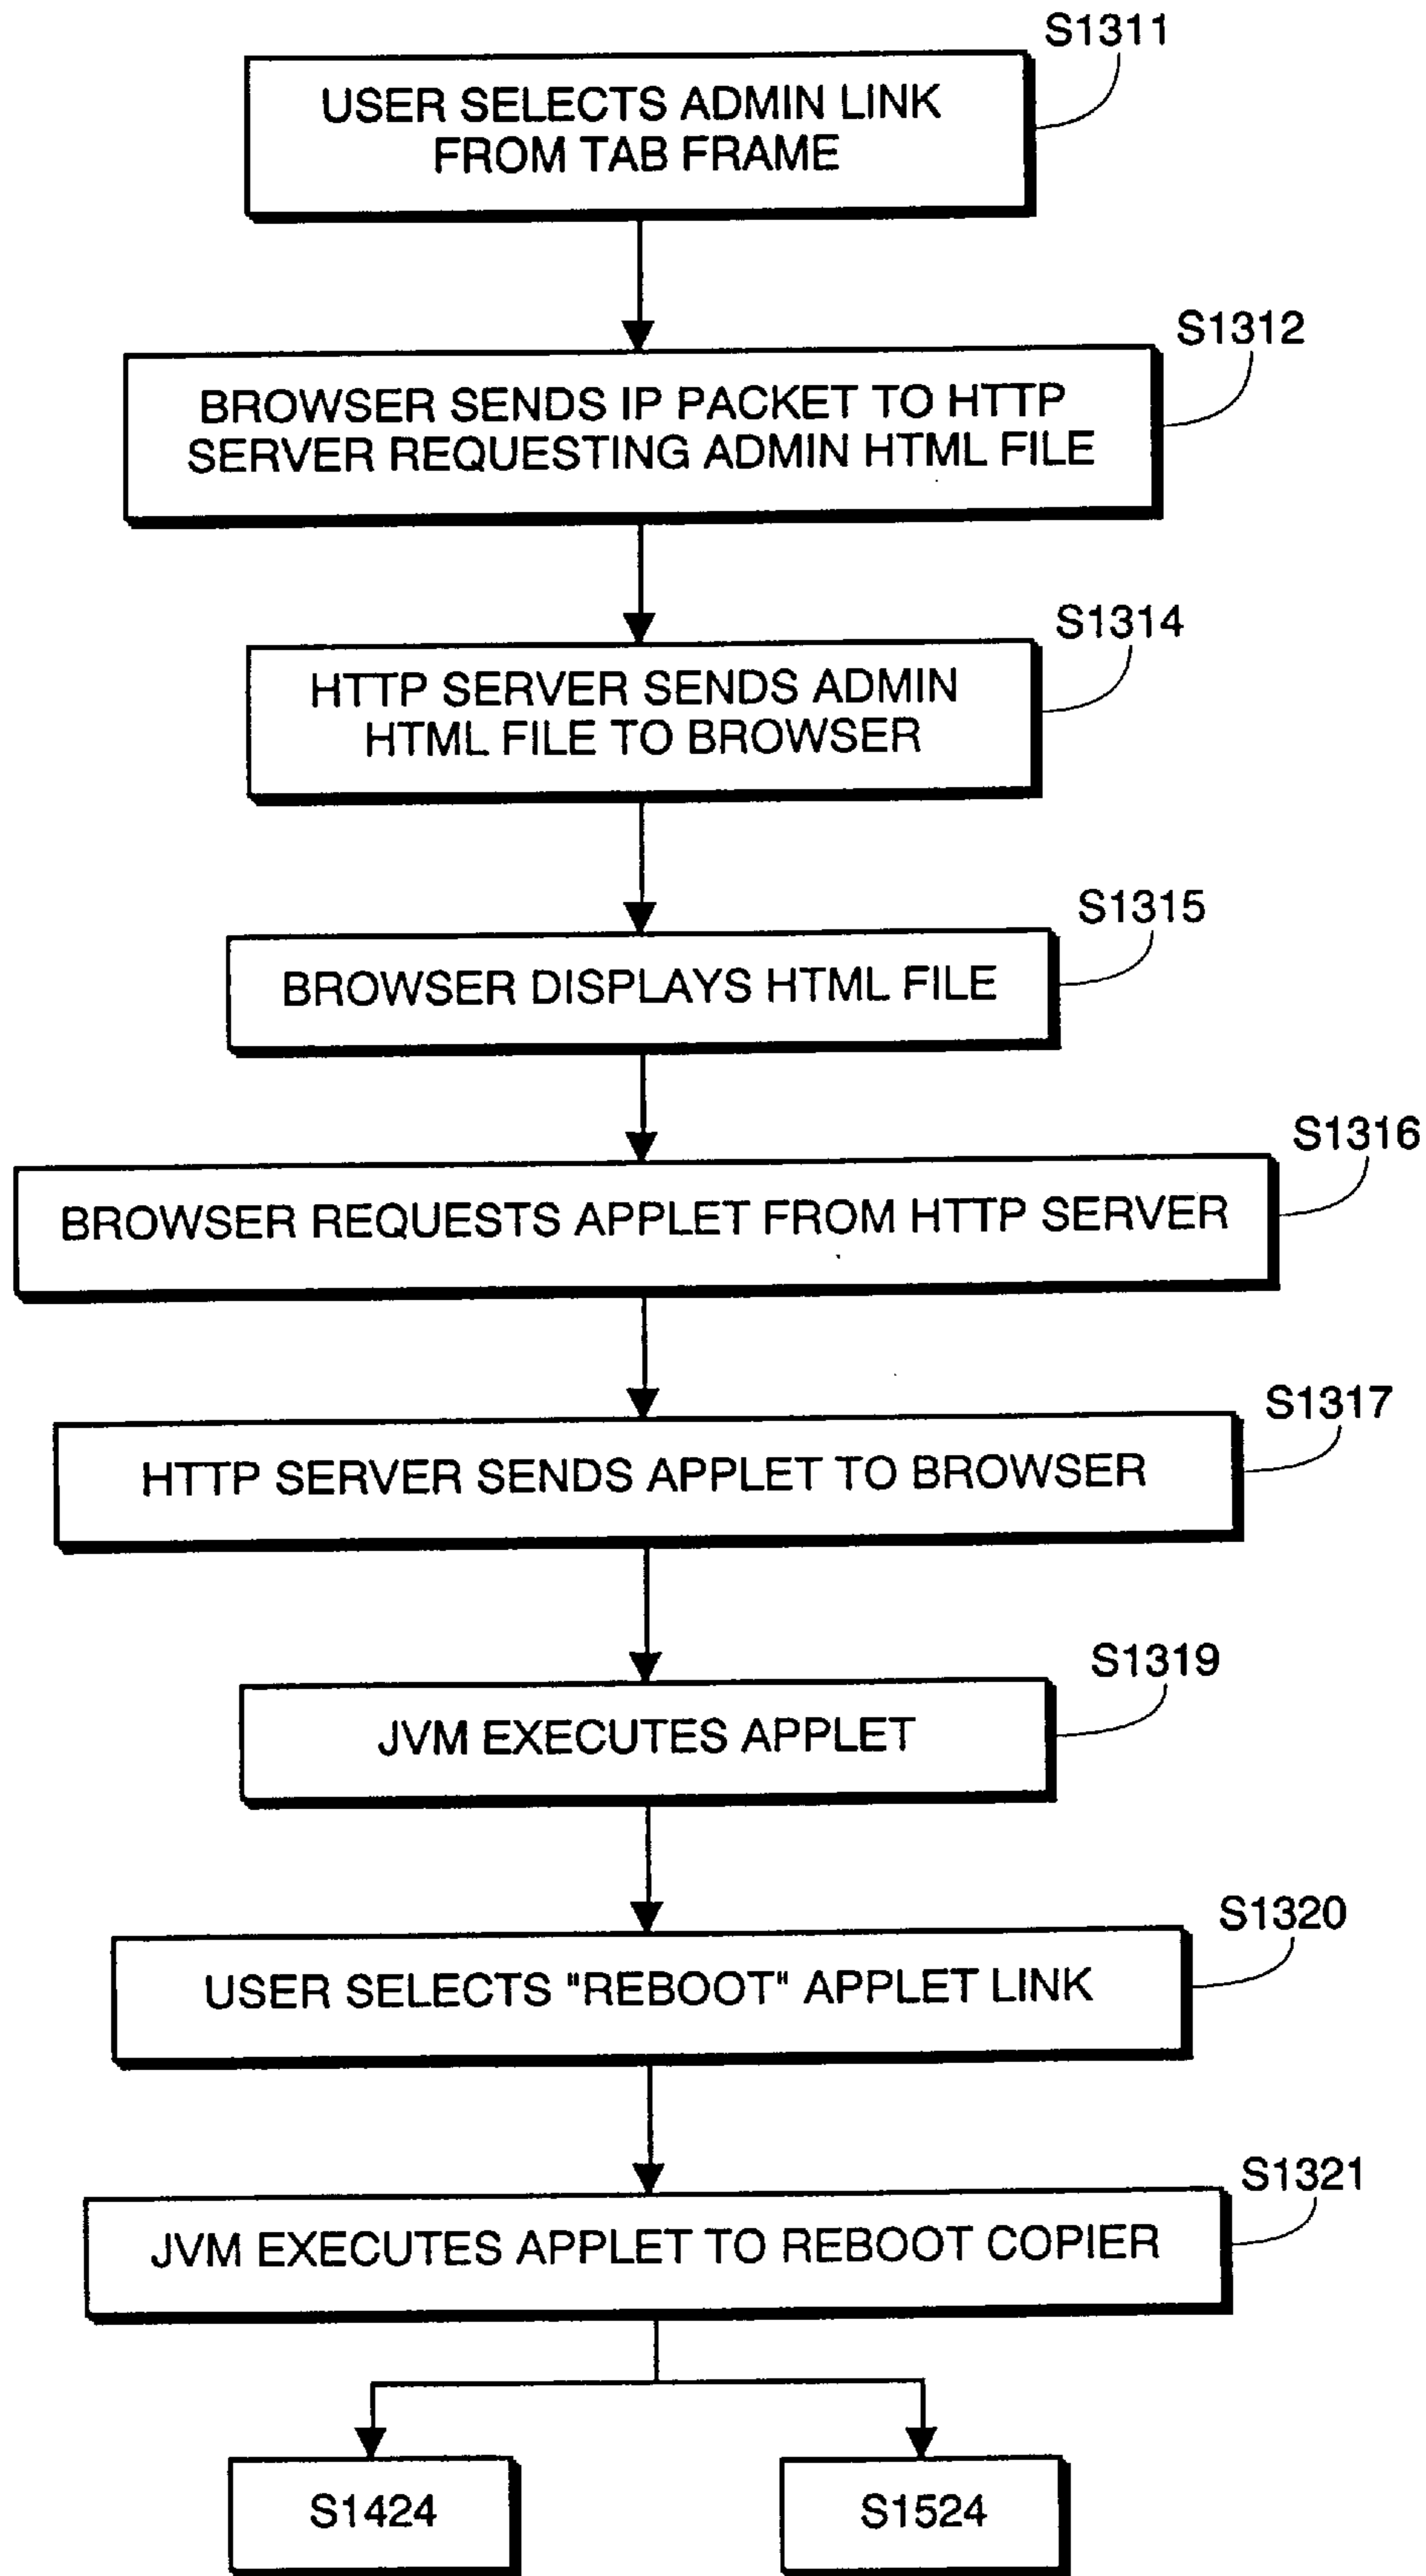 S1311
USER SELECTS ADMIN LINK
FROM TAB FRAME
S1312
BROWSER SENDS IP PACKET TO HTTP
SERVER REQUESTING ADMIN HTML FILE
S1314
HTTP SERVER SENDS ADMIN
HTML FILE TO BROWSER
S1315
BROWSER DISPLAYS HTML FILE
S1316
BROWSER REQUESTS APPLET FROM HTTP SERVER
S1317
HTTP SERVER SENDS APPLET TO BROWSER
S1319
JVM EXECUTES APPLET
S1320
USER SELECTS "REBOOT" APPLET LINK
S1321
JVM EXECUTES APPLET TO REBOOT COPIER
S1424
S1524